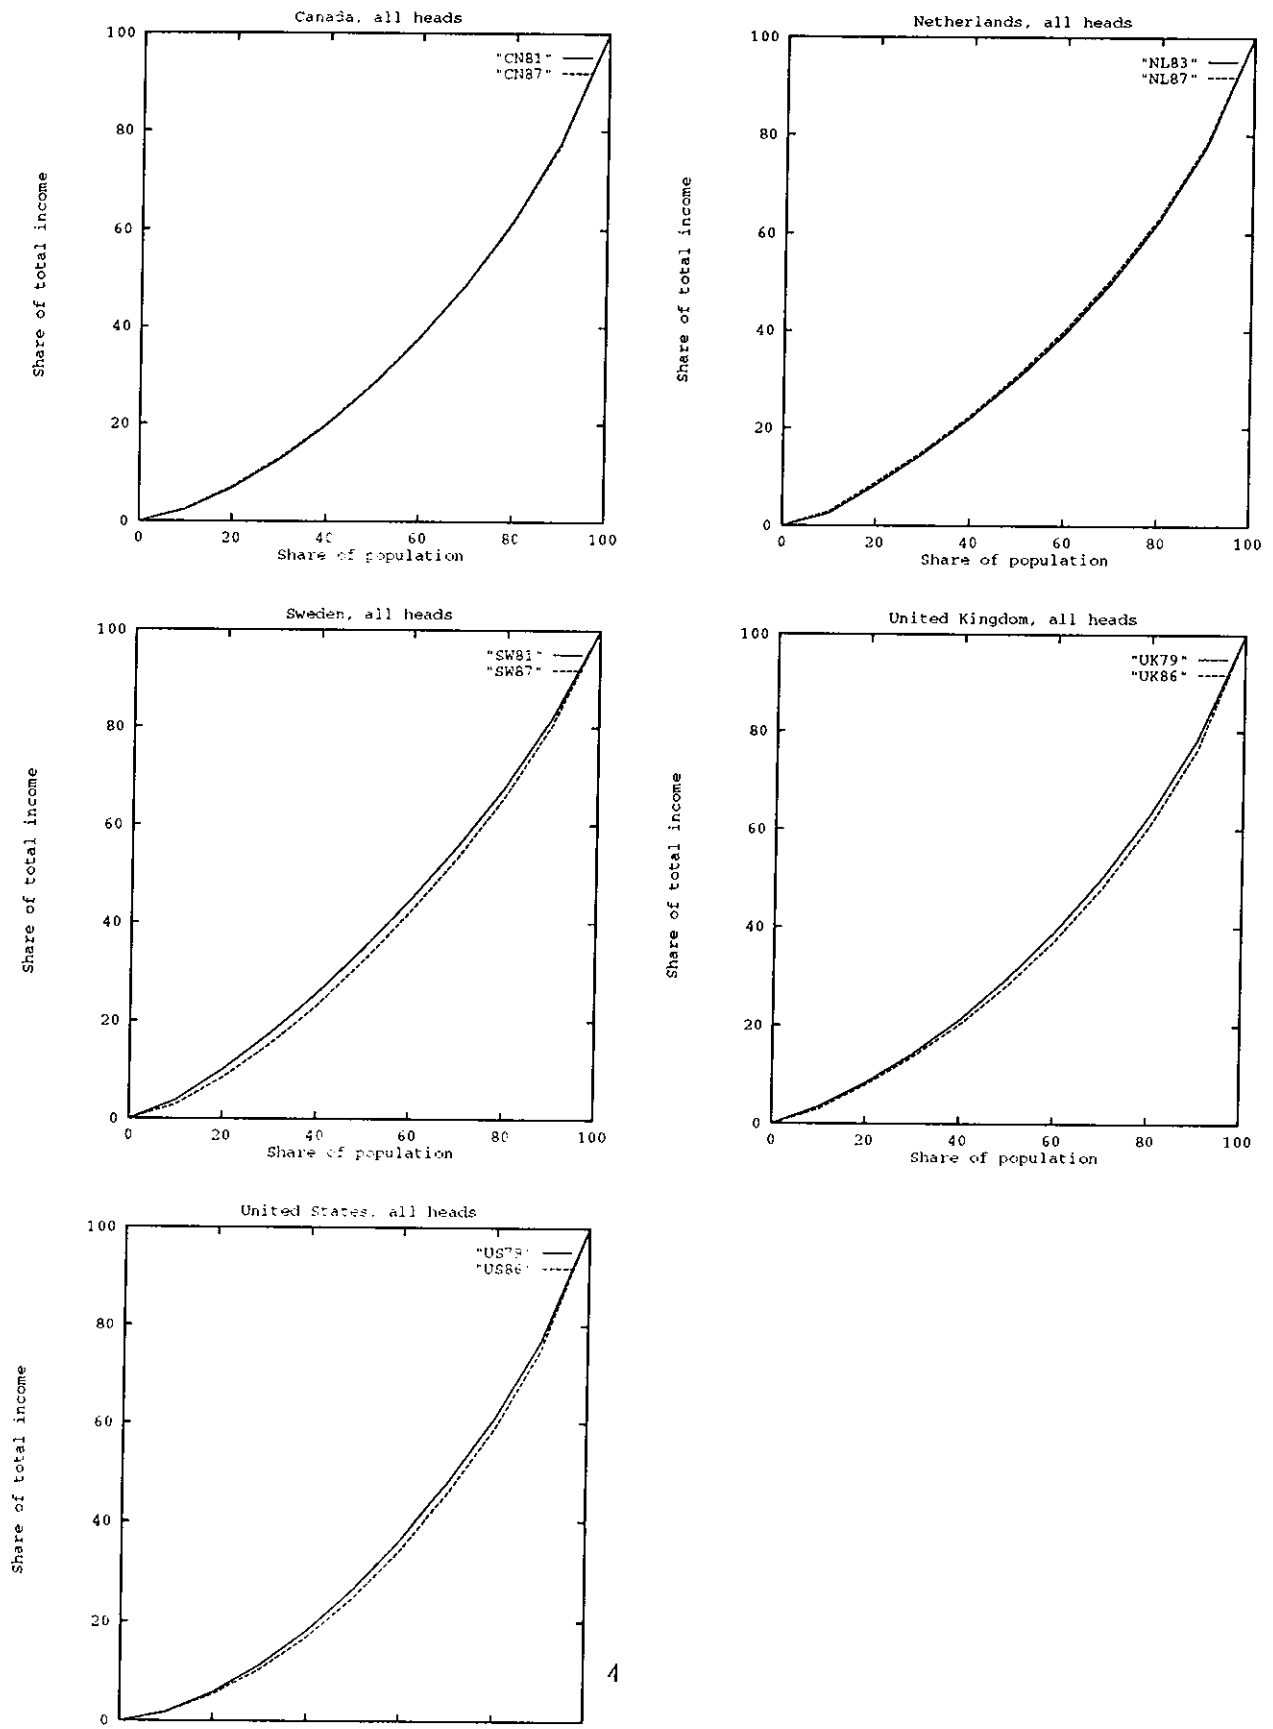 Canada, all heads
100
80
60
40
20
0
Share of total income
"CN81"
"CN87"
0 20 40 60 80 100
Share of population
Netherlands, all heads
100
80
60
40
20
0
Share of total income
"NL83"
"NL87"
0 20 40 60 80 100
Share of population
Sweden, all heads
100
80
60
40
20
0
Share of total income
"SW81"
"SW87"
0 20 40 60 80 100
Share of population
United Kingdom, all heads
100
80
60
40
20
0
Share of total income
"UK79"
"UK86"
0 20 40 60 80 100
Share of population
United States, all heads
100
80
60
40
20
0
Share of total income
"US79"
"US86"
4